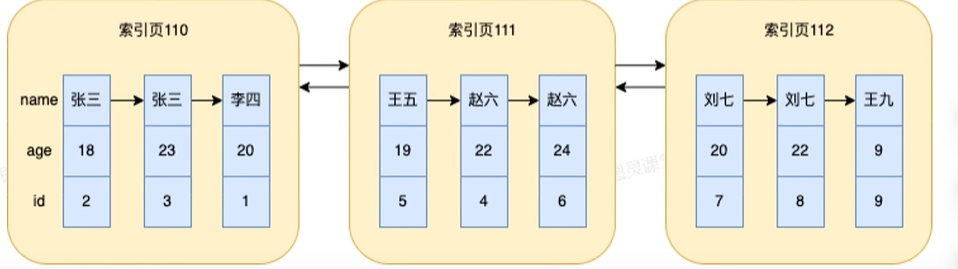 索引页110 索引页111 索引页112
name 张三 张三 李四 王五 赵六 赵六 刘七 刘七 王九
age 18 23 20 19 22 24 20 22 9
id 2 3 1 5 4 6 7 8 9